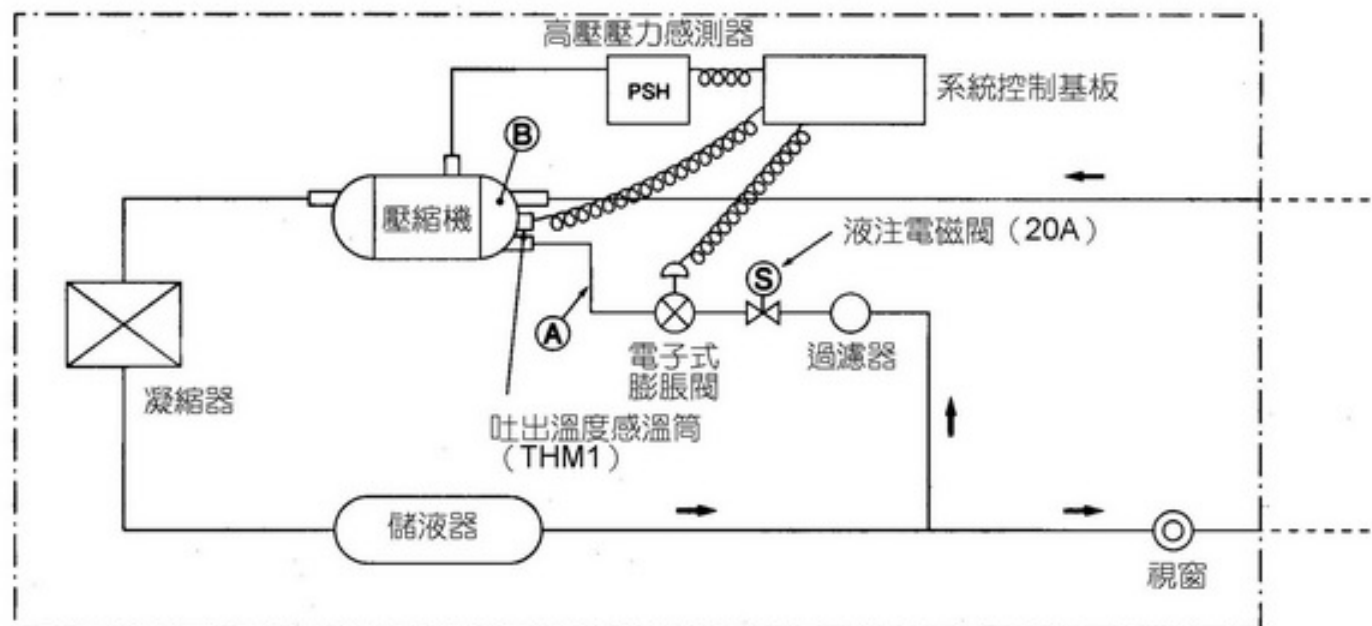 高壓壓力感測器
PSH
系統控制基板
B
壓縮機
液注電磁閥（20A）
S
A
電子式
膨脹閥
過濾器
凝縮器
吐出溫度感溫筒
（THM1）
儲液器
視窗